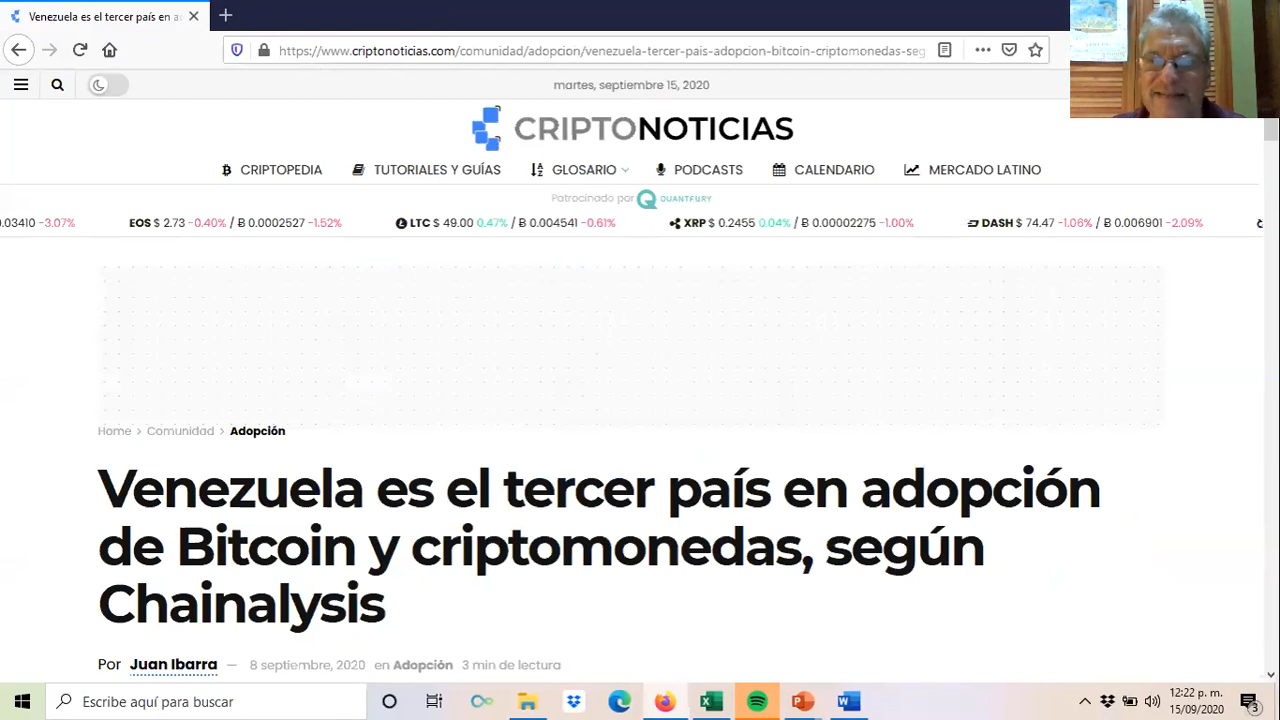 Venezuela es el tercer país en a
https://www.criptonoticias.com/comunidad/adopcion/venezuela-tercer-pais-adopcion-bitcoin-criptomonedas-seg
martes, septiembre 15, 2020
CRIPTONOTICIAS
CRIPTOPEDIA TUTORIALES Y GUÍAS GLOSARIO PODCASTS CALENDARIO MERCADO LATINO
Patrocinado por QUANTFURY
0.03410 -3.07% EOS $ 2.73 -0.40% / Ƀ 0.0002527 -1.52% LTC $ 49.00 0.47% / Ƀ 0.004541 -0.61% XRP $ 0.2455 0.04% / Ƀ 0.00002275 -1.00% DASH $ 74.47 -1.06% / Ƀ 0.006901 -2.09%
Home > Comunidad > Adopción
Venezuela es el tercer país en adopción
de Bitcoin y criptomonedas, según
Chainalysis
Por Juan Ibarra — 8 septiembre, 2020 en Adopción 3 min de lectura
Escribe aquí para buscar
12:22 p. m.
15/09/2020
3